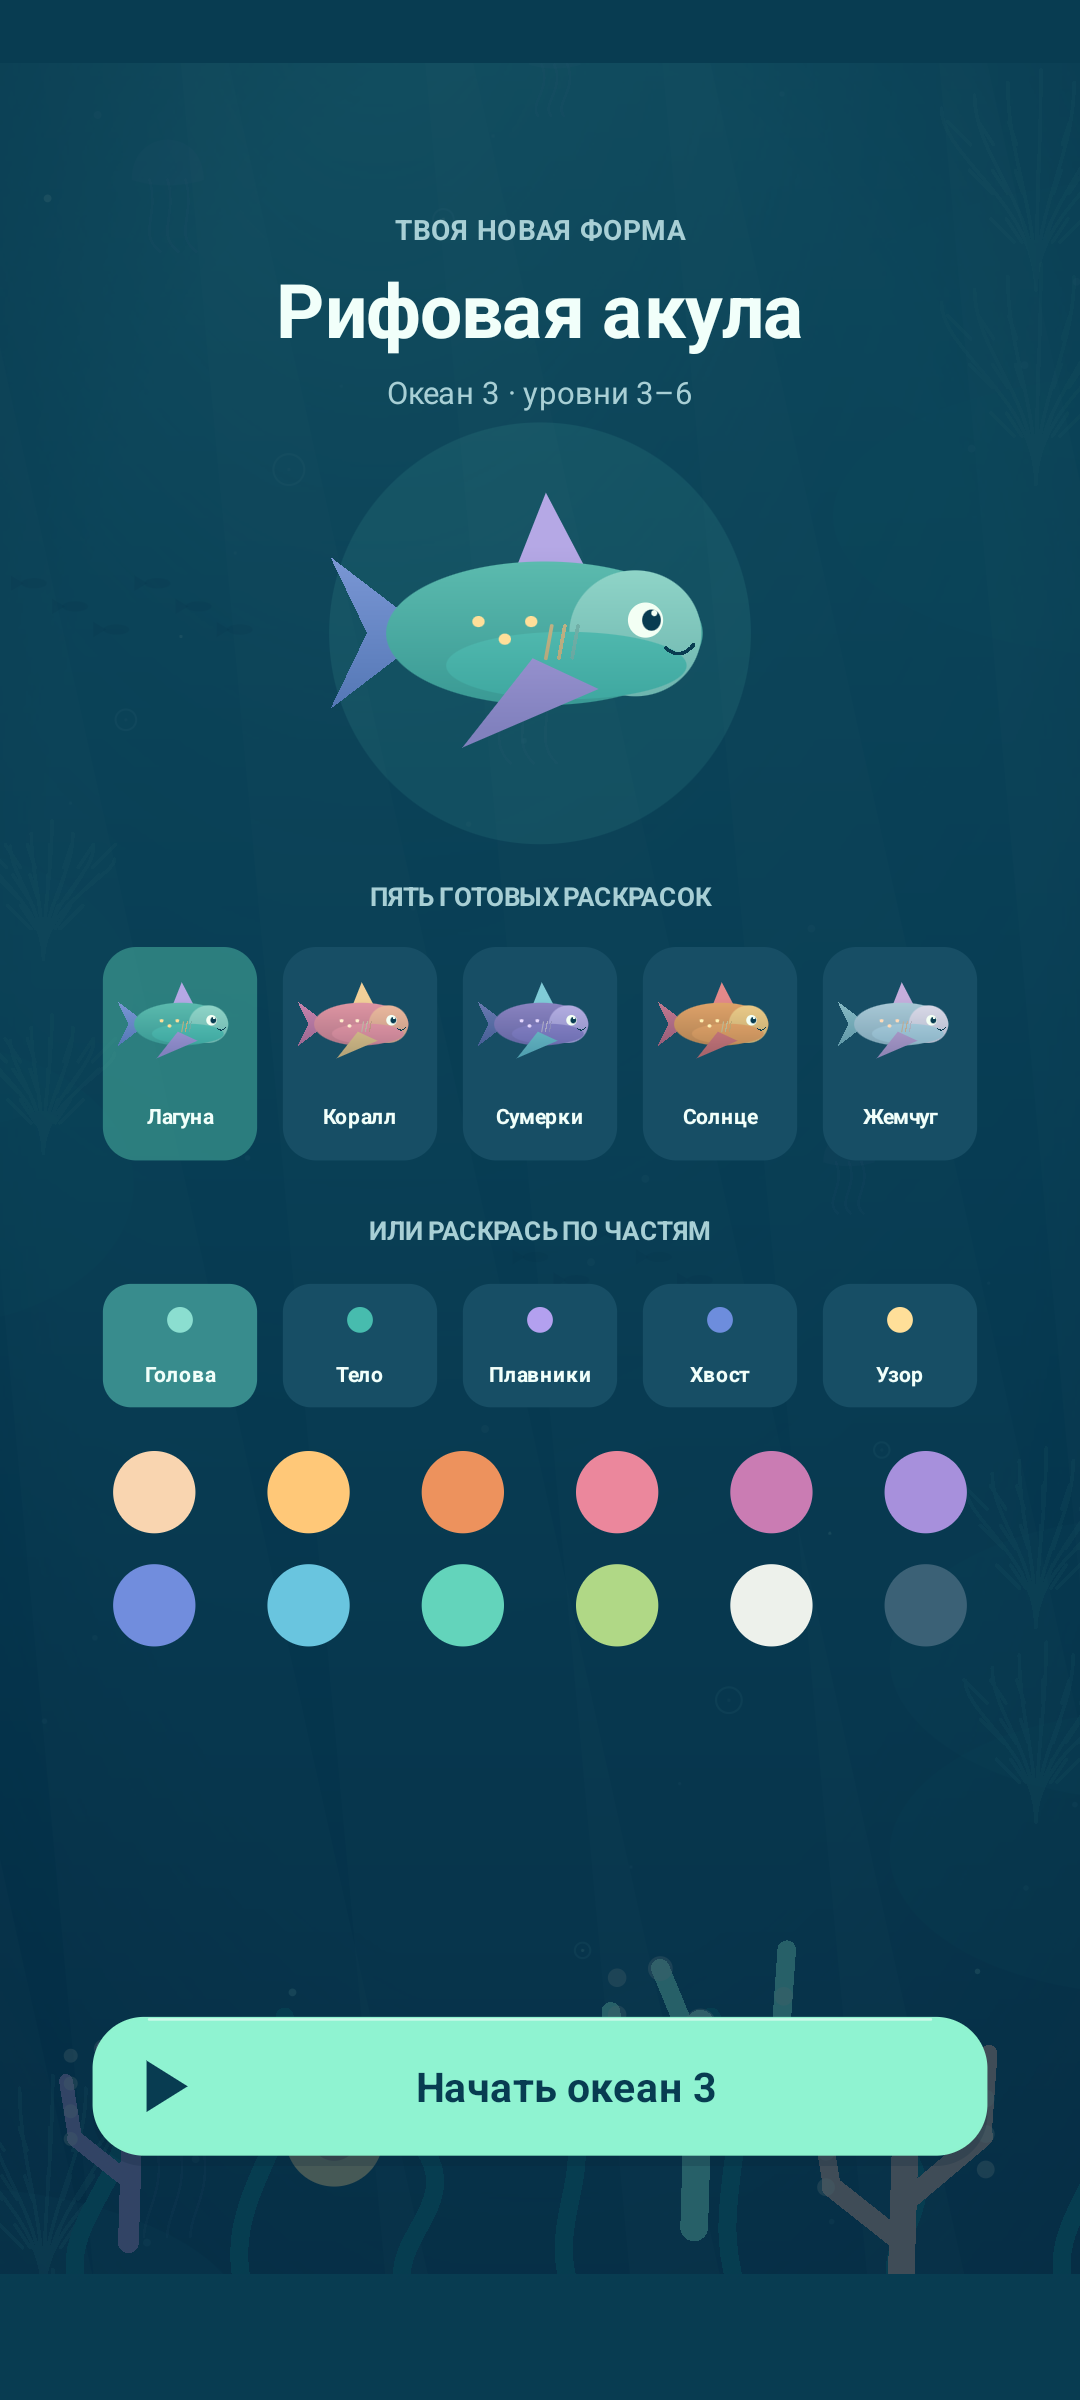 ТВОЯ НОВАЯ ФОРМА
Рифовая акула
Океан 3 · уровни 3–6
ПЯТЬ ГОТОВЫХ РАСКРАСОК
Лагуна
Коралл
Сумерки
Солнце
Жемчуг
ИЛИ РАСКРАСЬ ПО ЧАСТЯМ
Голова
Тело
Плавники
Хвост
Узор
Начать океан 3